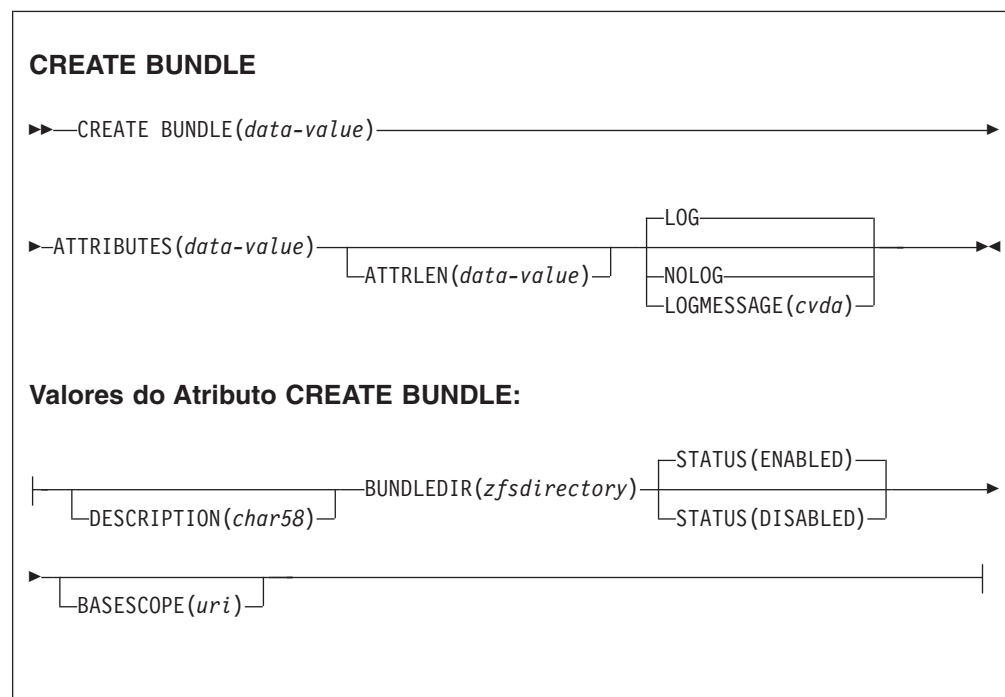 CREATE BUNDLE
CREATE BUNDLE(data-value)
LOG
ATTRIBUTES(data-value)
ATTRLEN(data-value)
NOLOG
LOGMESSAGE(cvda)
Valores do Atributo CREATE BUNDLE:
STATUS(ENABLED)
BUNDLEDIR(zfsdirectory)
DESCRIPTION(char58)
STATUS(DISABLED)
BASESCOPE(uri)